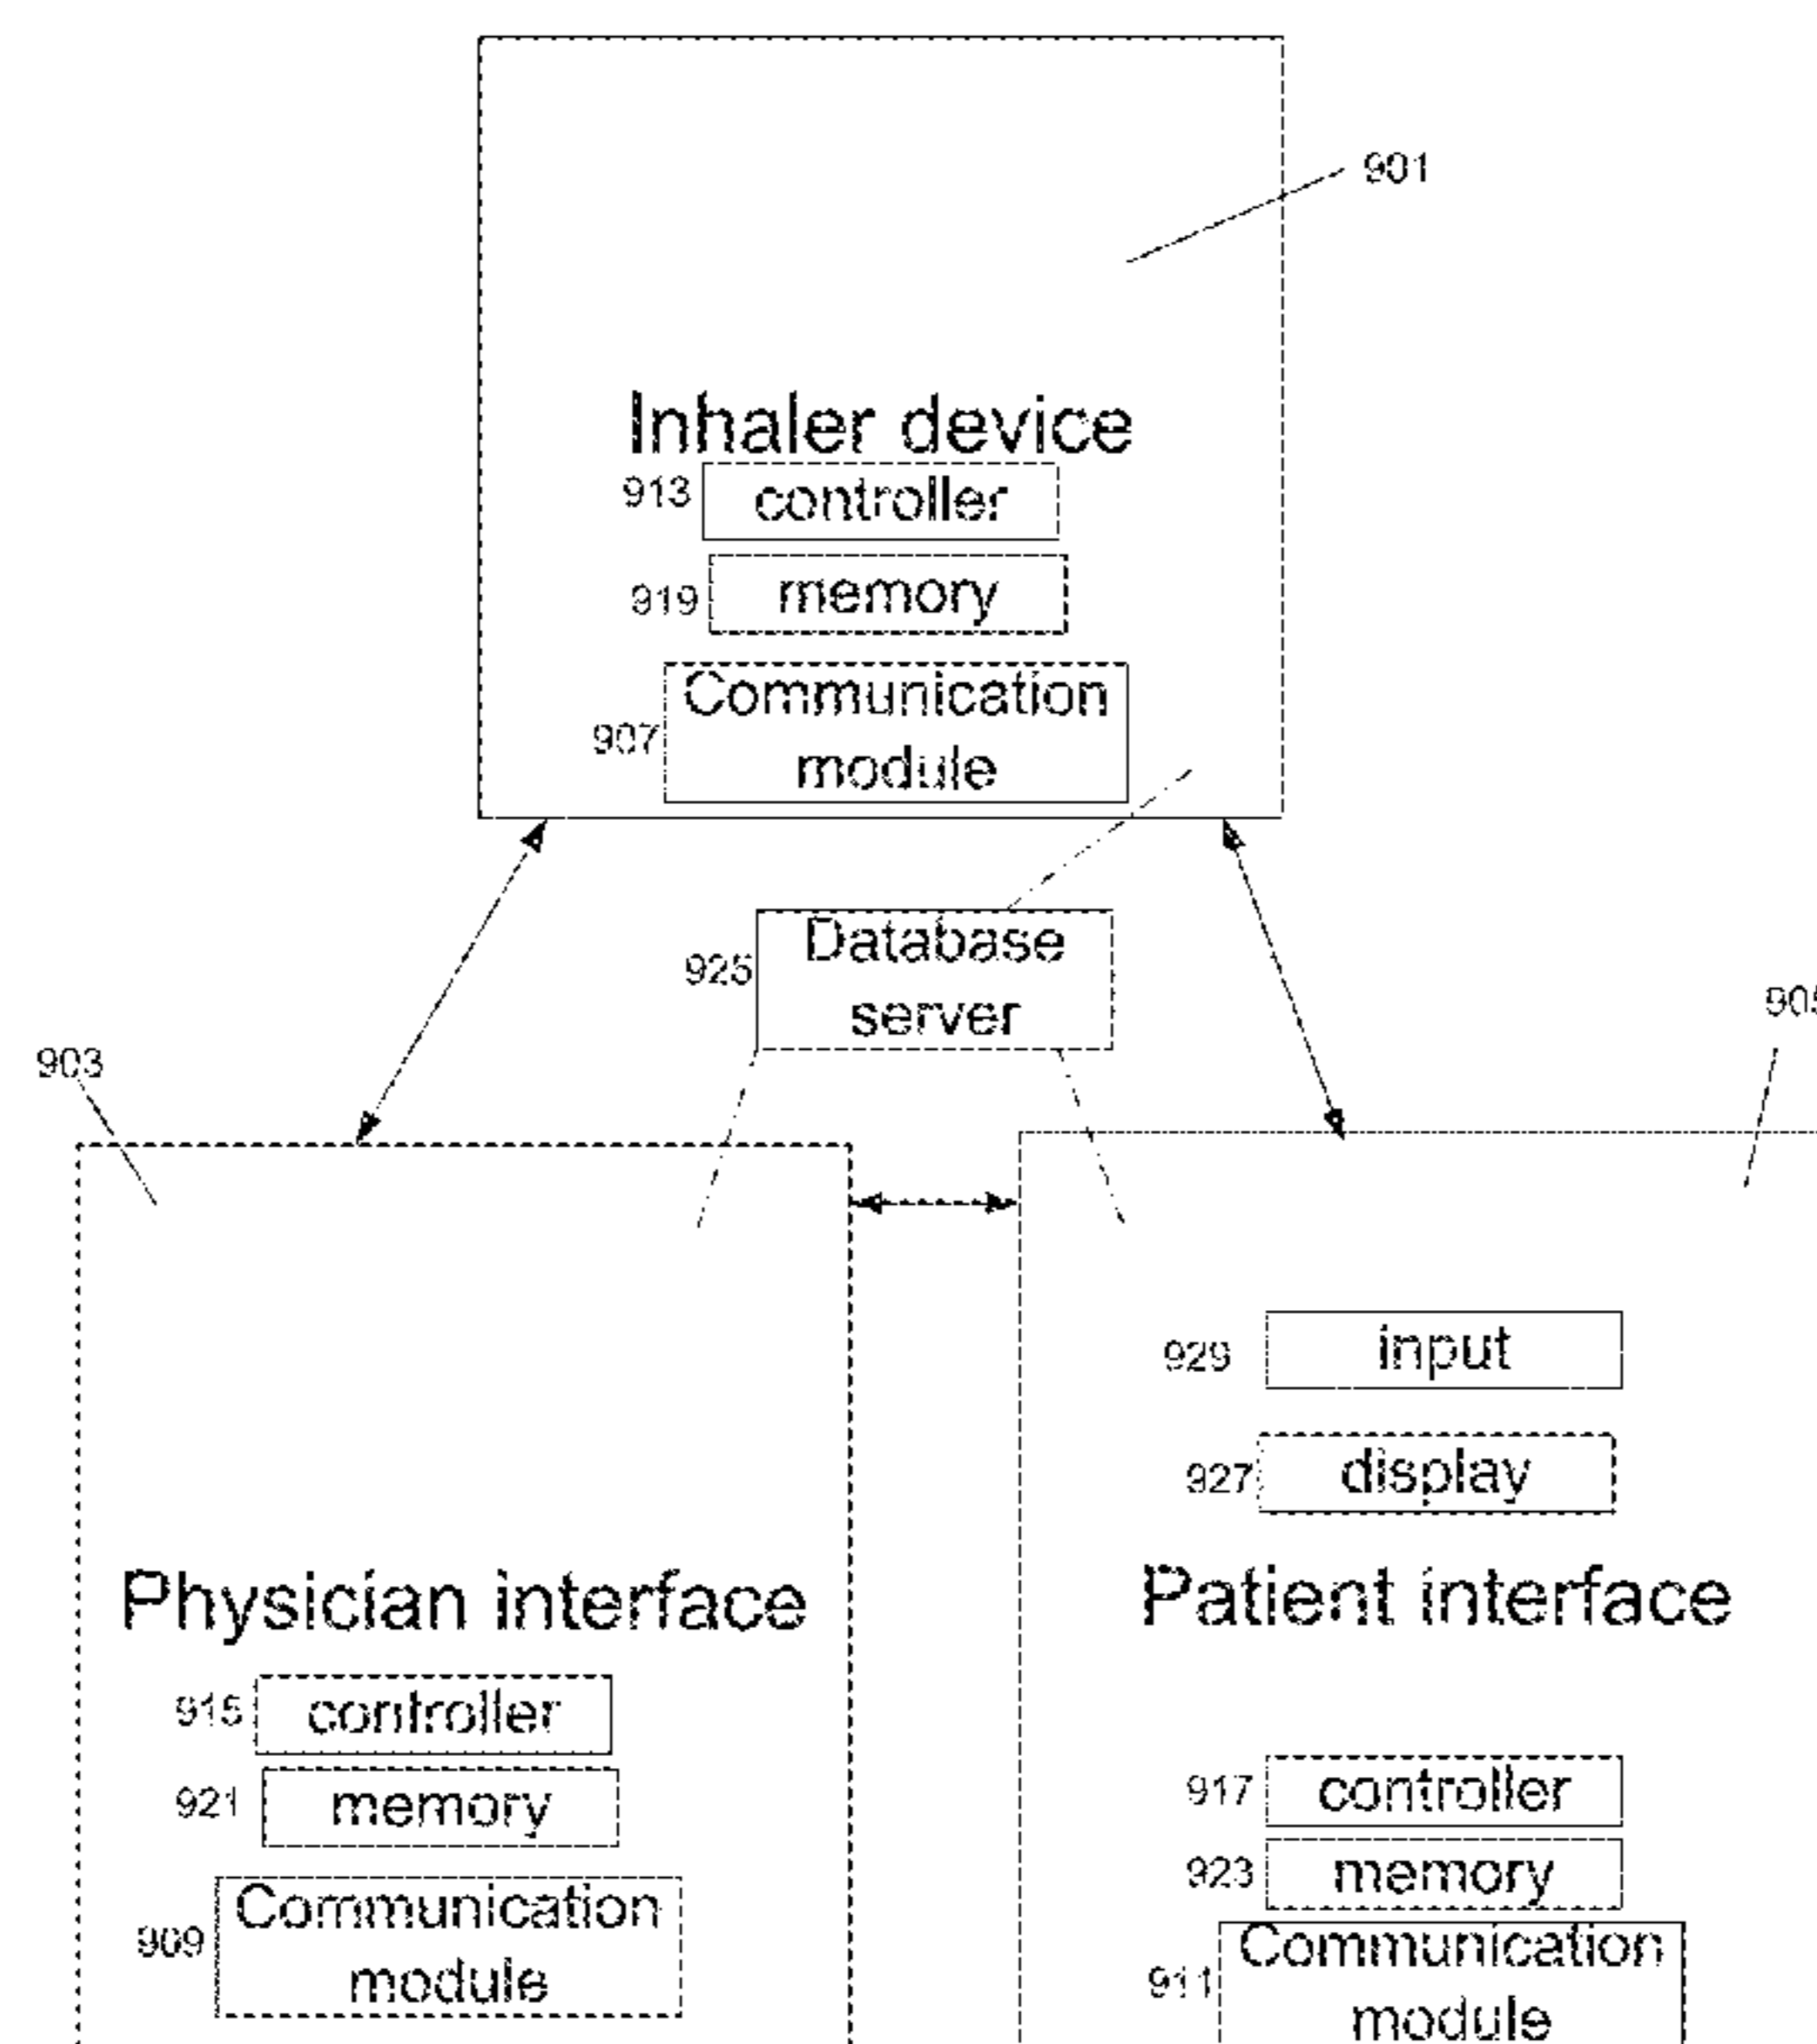 901
Inhaler device
913 controller
919 memory
907 Communication
module
925 Database
server
903
905
929 input
927 display
Physician interface
915 controller
921 memory
909 Communication
module
Patient interface
917 controller
923 memory
911 Communication
module